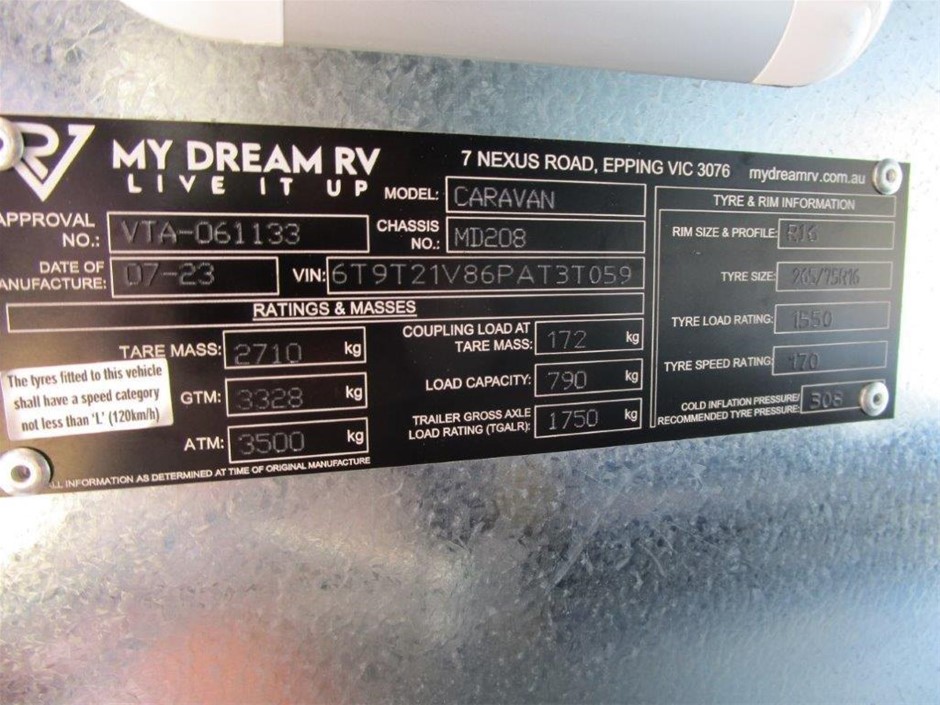 RV MY DREAM RV
LIVE IT UP
7 NEXUS ROAD, EPPING VIC 3076 mydreamrv.com.au
MODEL: CARAVAN
APPROVAL NO.: VTA-061133
CHASSIS NO.: MD208
DATE OF MANUFACTURE: 07-23
VIN: 6T9T21V86PAT3T059
RATINGS & MASSES
TARE MASS: 2710 kg
GTM: 3328 kg
ATM: 3500 kg
COUPLING LOAD AT TARE MASS: 172 kg
LOAD CAPACITY: 790 kg
TRAILER GROSS AXLE LOAD RATING (TGALR): 1750 kg
The tyres fitted to this vehicle
shall have a speed category
not less than 'L' (120km/h)
ALL INFORMATION AS DETERMINED AT TIME OF ORIGINAL MANUFACTURE
TYRE & RIM INFORMATION
RIM SIZE & PROFILE: R16
TYRE SIZE: 265/75R16
TYRE LOAD RATING: 1550
TYRE SPEED RATING: 170
COLD INFLATION PRESSURE/
RECOMMENDED TYRE PRESSURE: 308